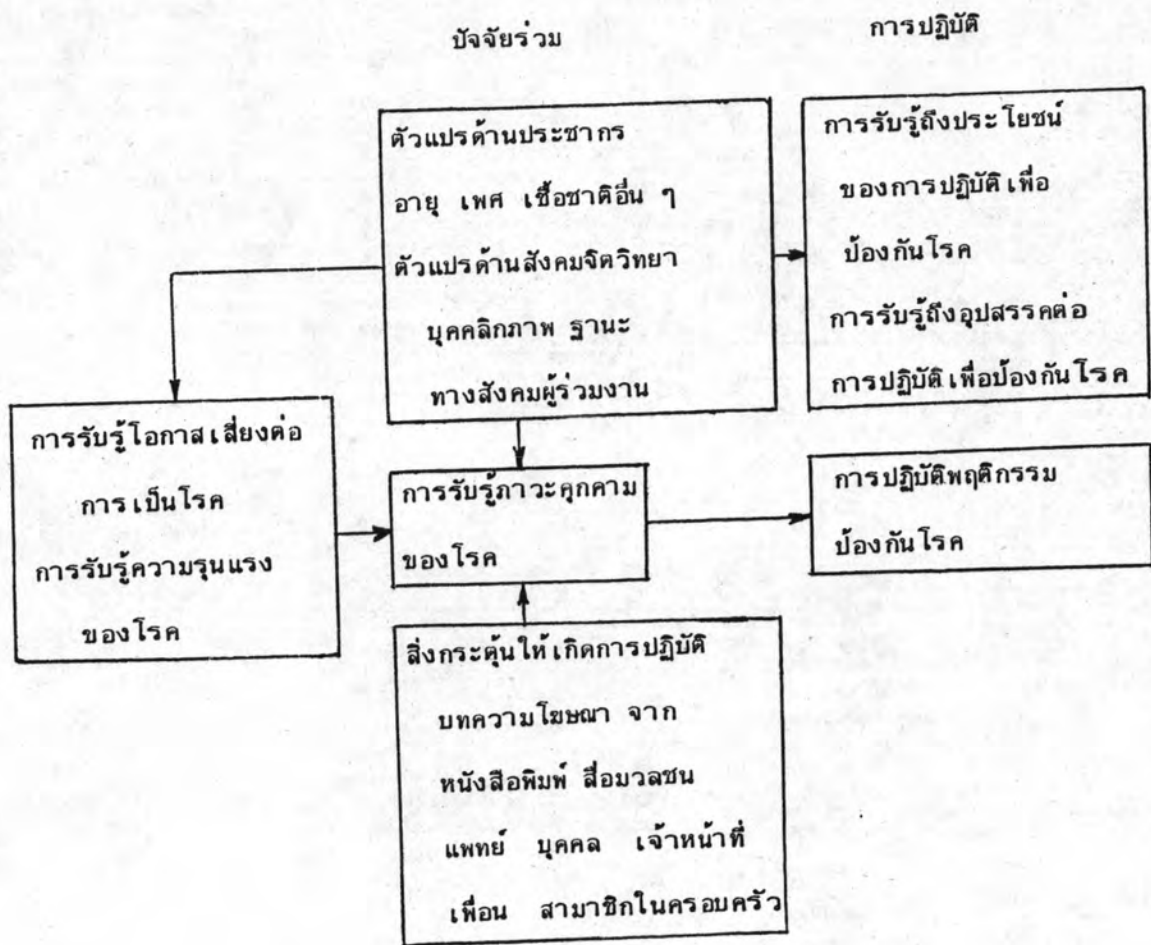 ปัจจัยร่วม
การปฏิบัติ
ตัวแปรด้านประชากร
อายุ เพศ เชื้อชาติอื่น ๆ
ตัวแปรด้านสังคมจิตวิทยา
บุคคลิกภาพ ฐานะ
ทางสังคมผู้ร่วมงาน
การรับรู้ถึงประโยชน์
ของการปฏิบัติเพื่อ
ป้องกันโรค
การรับรู้ถึงอุปสรรคต่อ
การปฏิบัติเพื่อป้องกันโรค
การรับรู้โอกาสเสี่ยงต่อ
การเป็นโรค
การรับรู้ความรุนแรง
ของโรค
การรับรู้ภาวะคุกคาม
ของโรค
การปฏิบัติพฤติกรรม
ป้องกันโรค
สิ่งกระตุ้นให้เกิดการปฏิบัติ
บทความโฆษณา จาก
หนังสือพิมพ์ สื่อมวลชน
แพทย์ บุคคล เจ้าหน้าที่
เพื่อน สามาชิกในครอบครัว